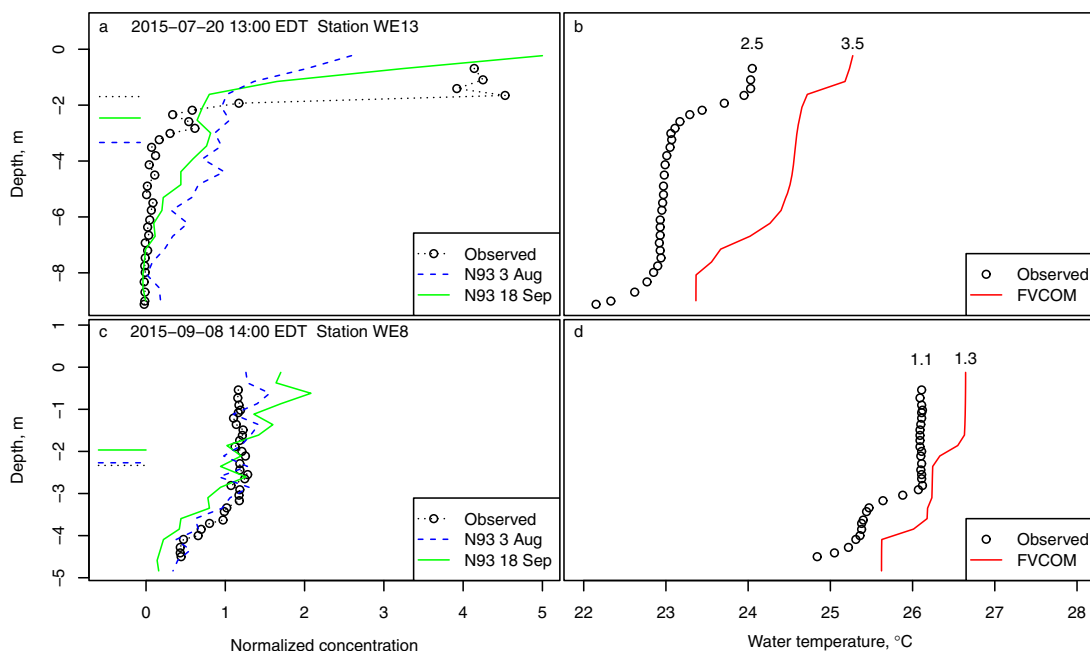 a 2015−07−20 13:00 EDT Station WE13
b
2.5 3.5
0
−2
−4
−6
−8
Depth, m
Observed
N93 3 Aug
N93 18 Sep
Observed
FVCOM
c 2015−09−08 14:00 EDT Station WE8
d
1.1 1.3
1
0
−1
−2
−3
−4
−5
Depth, m
Observed
N93 3 Aug
N93 18 Sep
Observed
FVCOM
0 1 2 3 4 5
22 23 24 25 26 27 28
Normalized concentration
Water temperature, °C